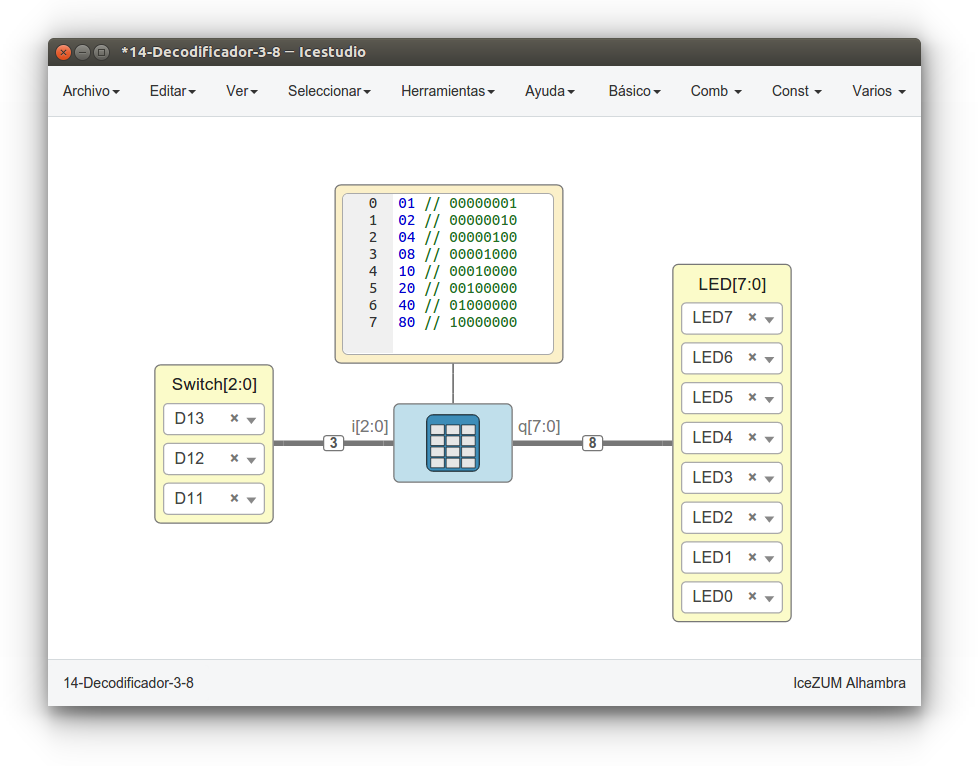 *14-Decodificador-3-8 – Icestudio
Archivo Editar Ver Seleccionar Herramientas Ayuda Básico Comb Const Varios
0 01 // 00000001
1 02 // 00000010
2 04 // 00000100
3 08 // 00001000
4 10 // 00010000
5 20 // 00100000
6 40 // 01000000
7 80 // 10000000
Switch[2:0]
D13
D12
D11
3
i[2:0]
q[7:0]
8
LED[7:0]
LED7
LED6
LED5
LED4
LED3
LED2
LED1
LED0
14-Decodificador-3-8
IceZUM Alhambra